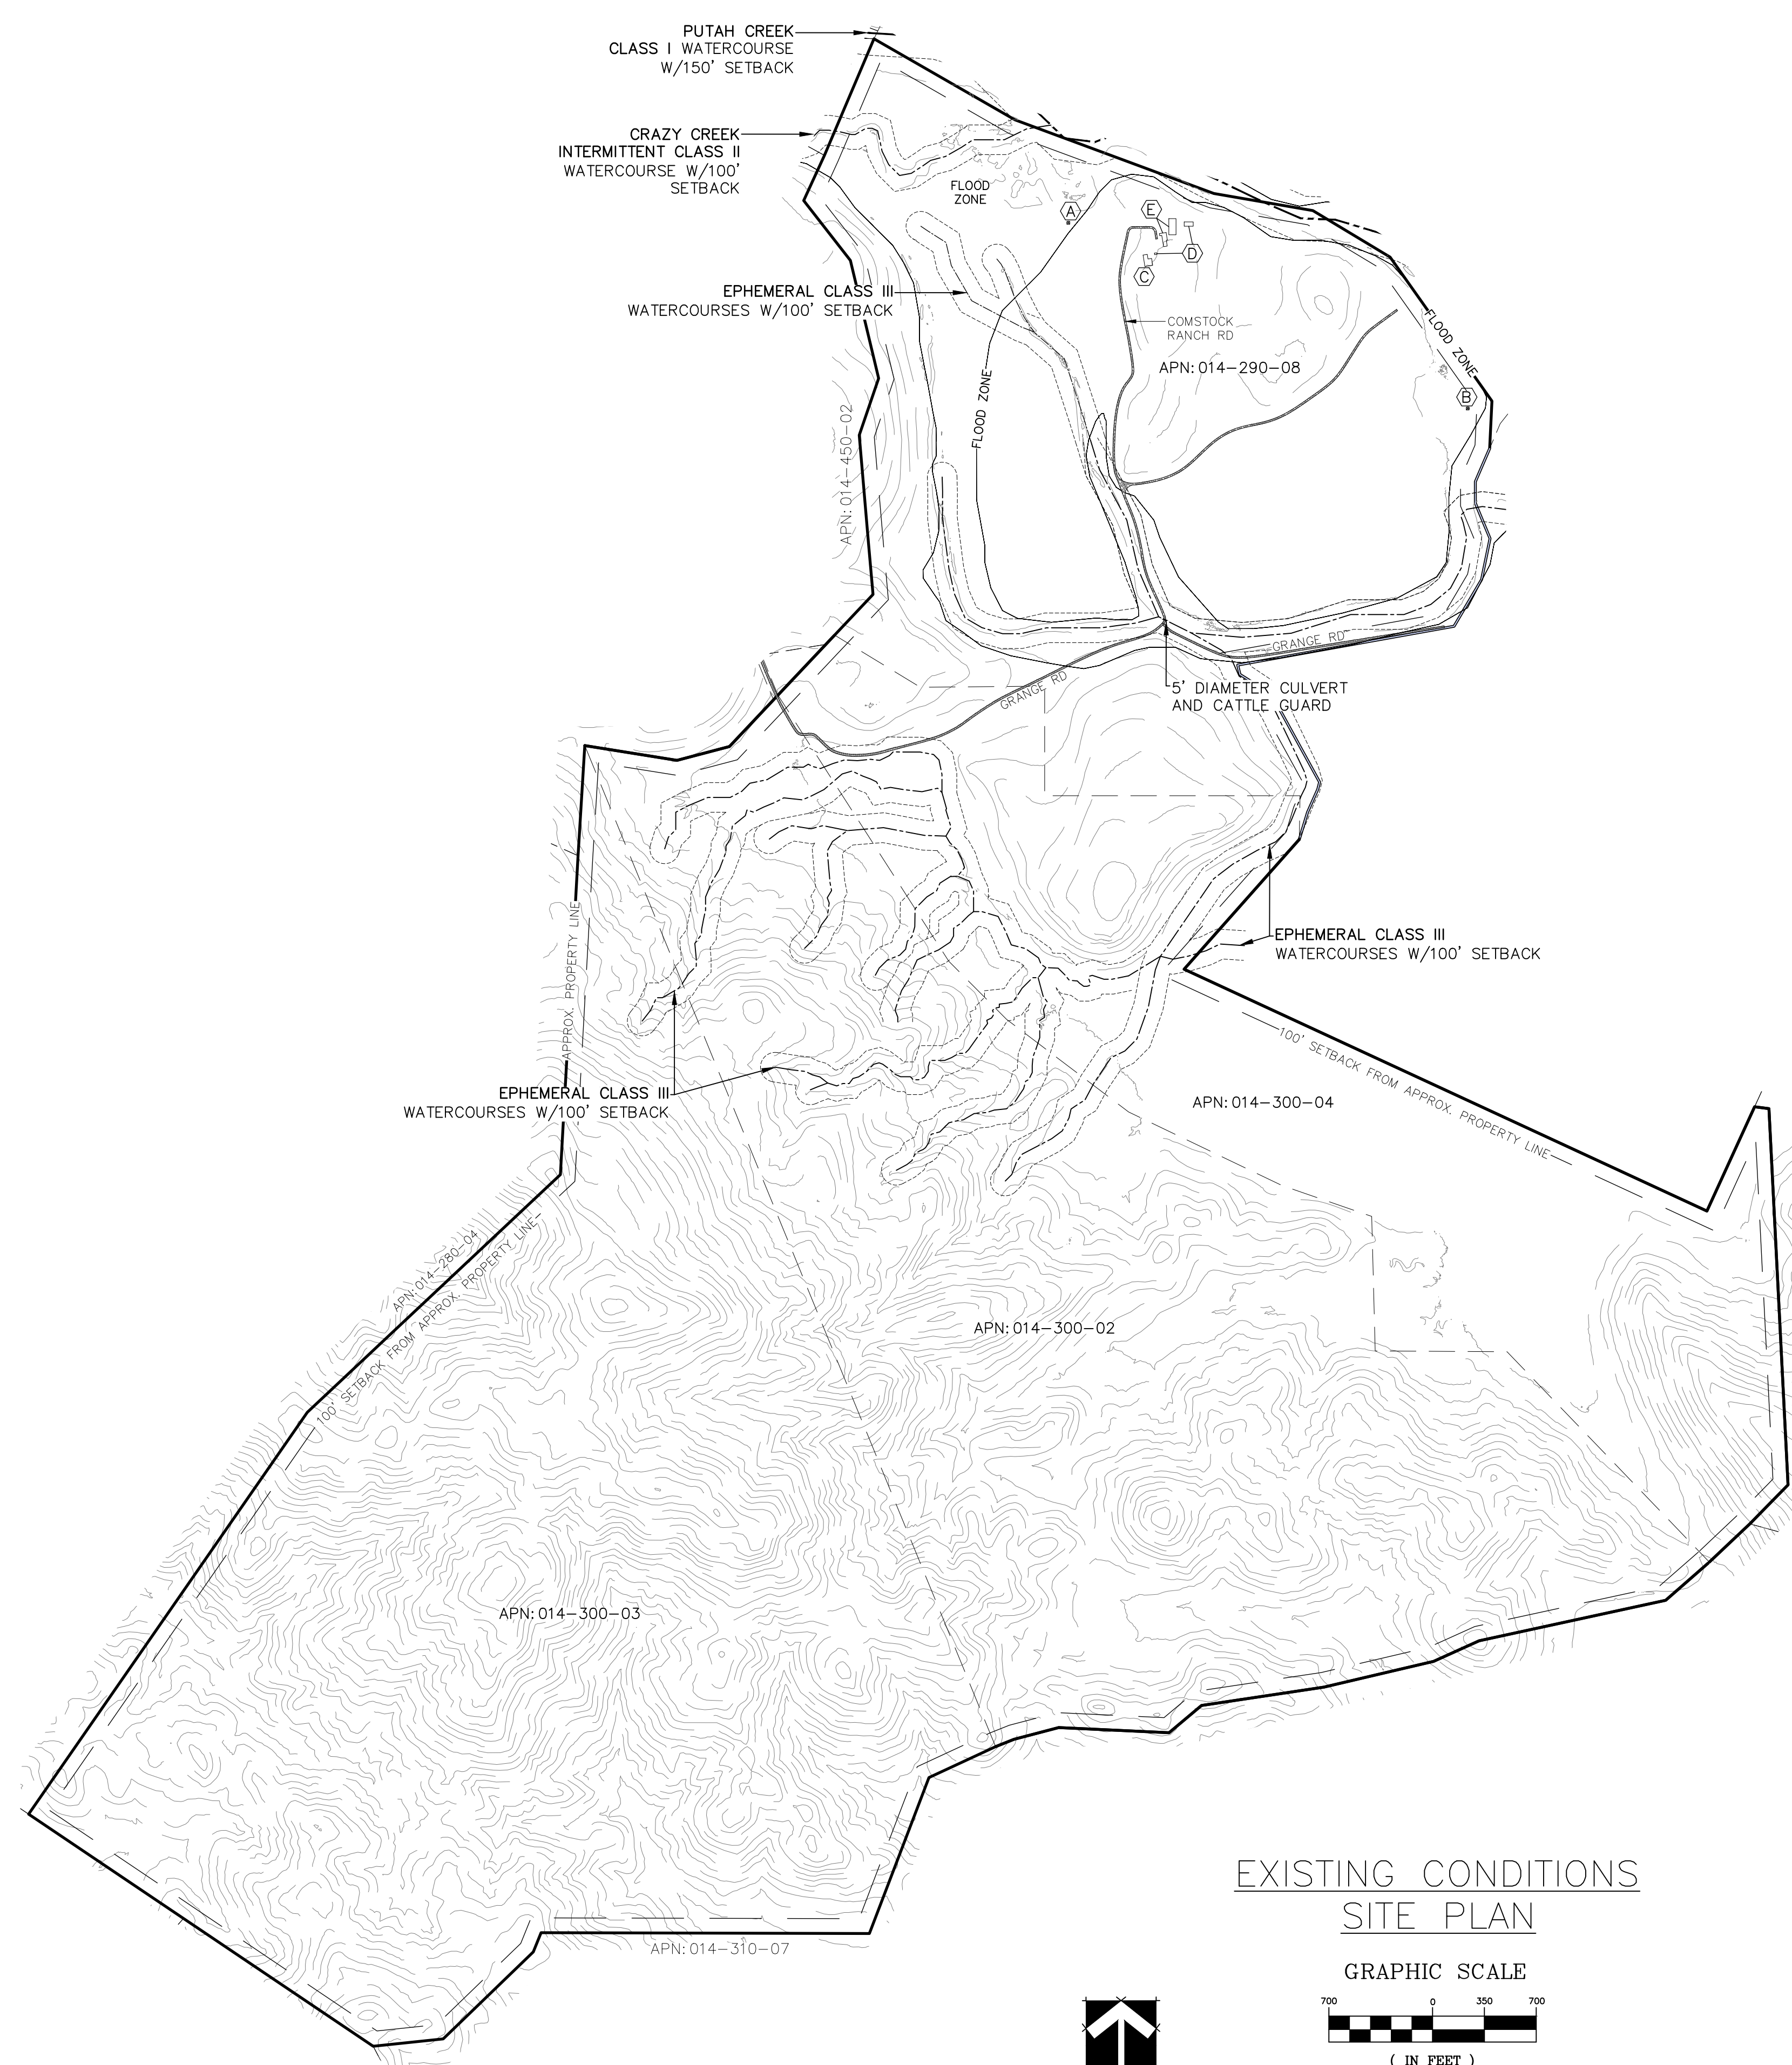 PUTAH CREEK
CLASS I WATERCOURSE
W/150' SETBACK
CRAZY CREEK
INTERMITTENT CLASS II
WATERCOURSE W/100'
SETBACK
FLOOD
ZONE
A
E
D
C
EPHEMERAL CLASS III
WATERCOURSES W/100' SETBACK
COMSTOCK
RANCH RD
FLOOD ZONE
APN: 014-290-08
B
FLOOD ZONE
APN: 014-450-02
GRANGE RD
GRANGE RD
5' DIAMETER CULVERT
AND CATTLE GUARD
APPROX. PROPERTY LINE
EPHEMERAL CLASS III
WATERCOURSES W/100' SETBACK
100' SETBACK FROM APPROX. PROPERTY LINE
EPHEMERAL CLASS III
WATERCOURSES W/100' SETBACK
APN: 014-300-04
APN: 014-280-04
100' SETBACK FROM APPROX. PROPERTY LINE
APN: 014-300-02
APN: 014-300-03
APN: 014-310-07
EXISTING CONDITIONS
SITE PLAN
GRAPHIC SCALE
700 0 350 700
( IN FEET )